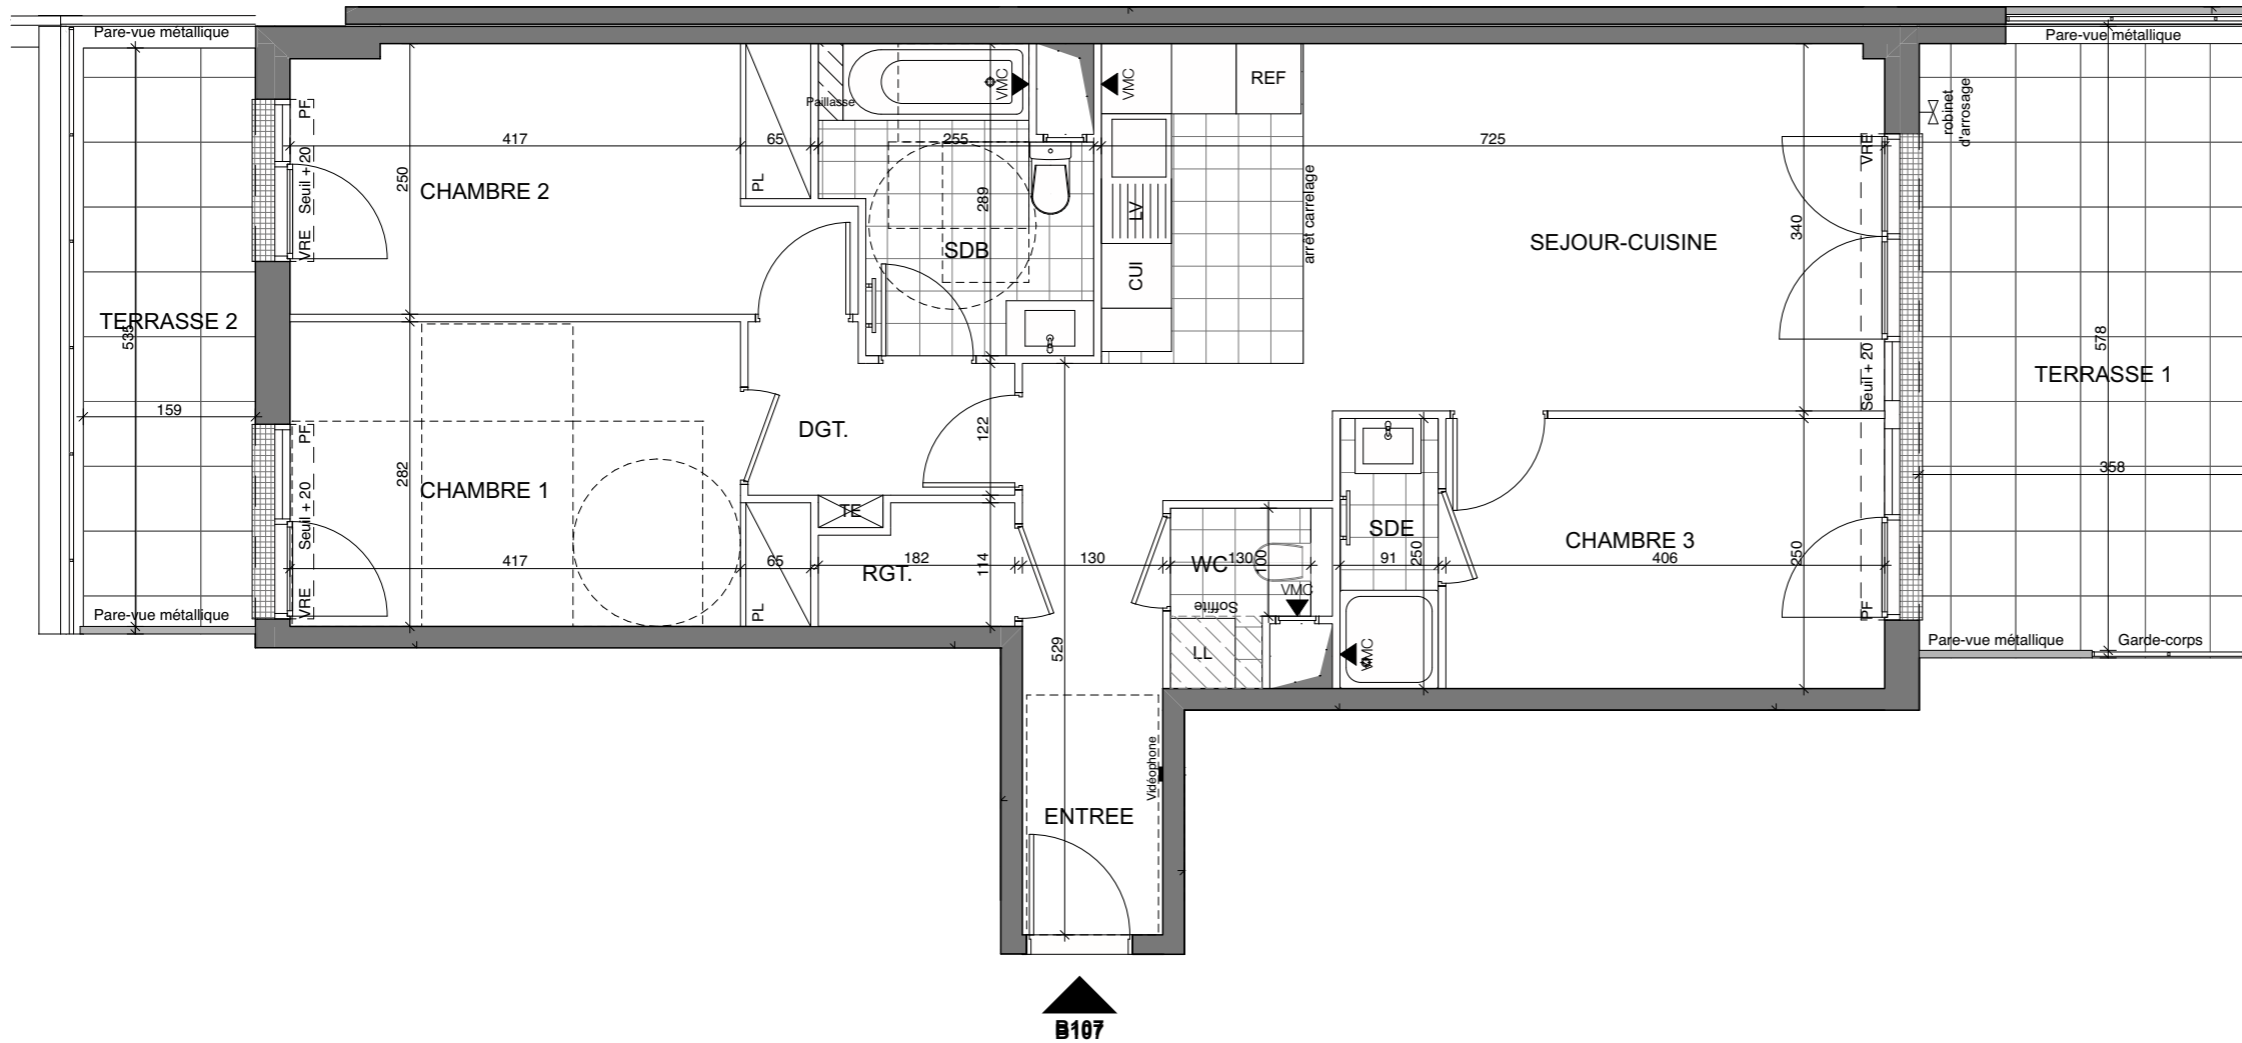 Pare-vue métallique
Pare-vue métallique
REF
VMC
VMC
Paillasse
PF
robinet
d'arrosage
417
65
255
725
VRE
Seuil + 20
250
CHAMBRE 2
PL
289
LV
arrêt carrelage
340
VRE
SDB
SEJOUR-CUISINE
CUI
TERRASSE 2
535
578
TERRASSE 1
Seuil + 20
159
PF
DGT.
122
282
CHAMBRE 1
358
Seuil + 20
TE
SDE
CHAMBRE 3
417
65
182
RGT.
114
130
WC
130
100
91
250
406
250
VMC
VRE
PL
Soffite
PF
Pare-vue métallique
529
LL
VMC
Pare-vue métallique
Garde-corps
Vidéophone
ENTREE
B107